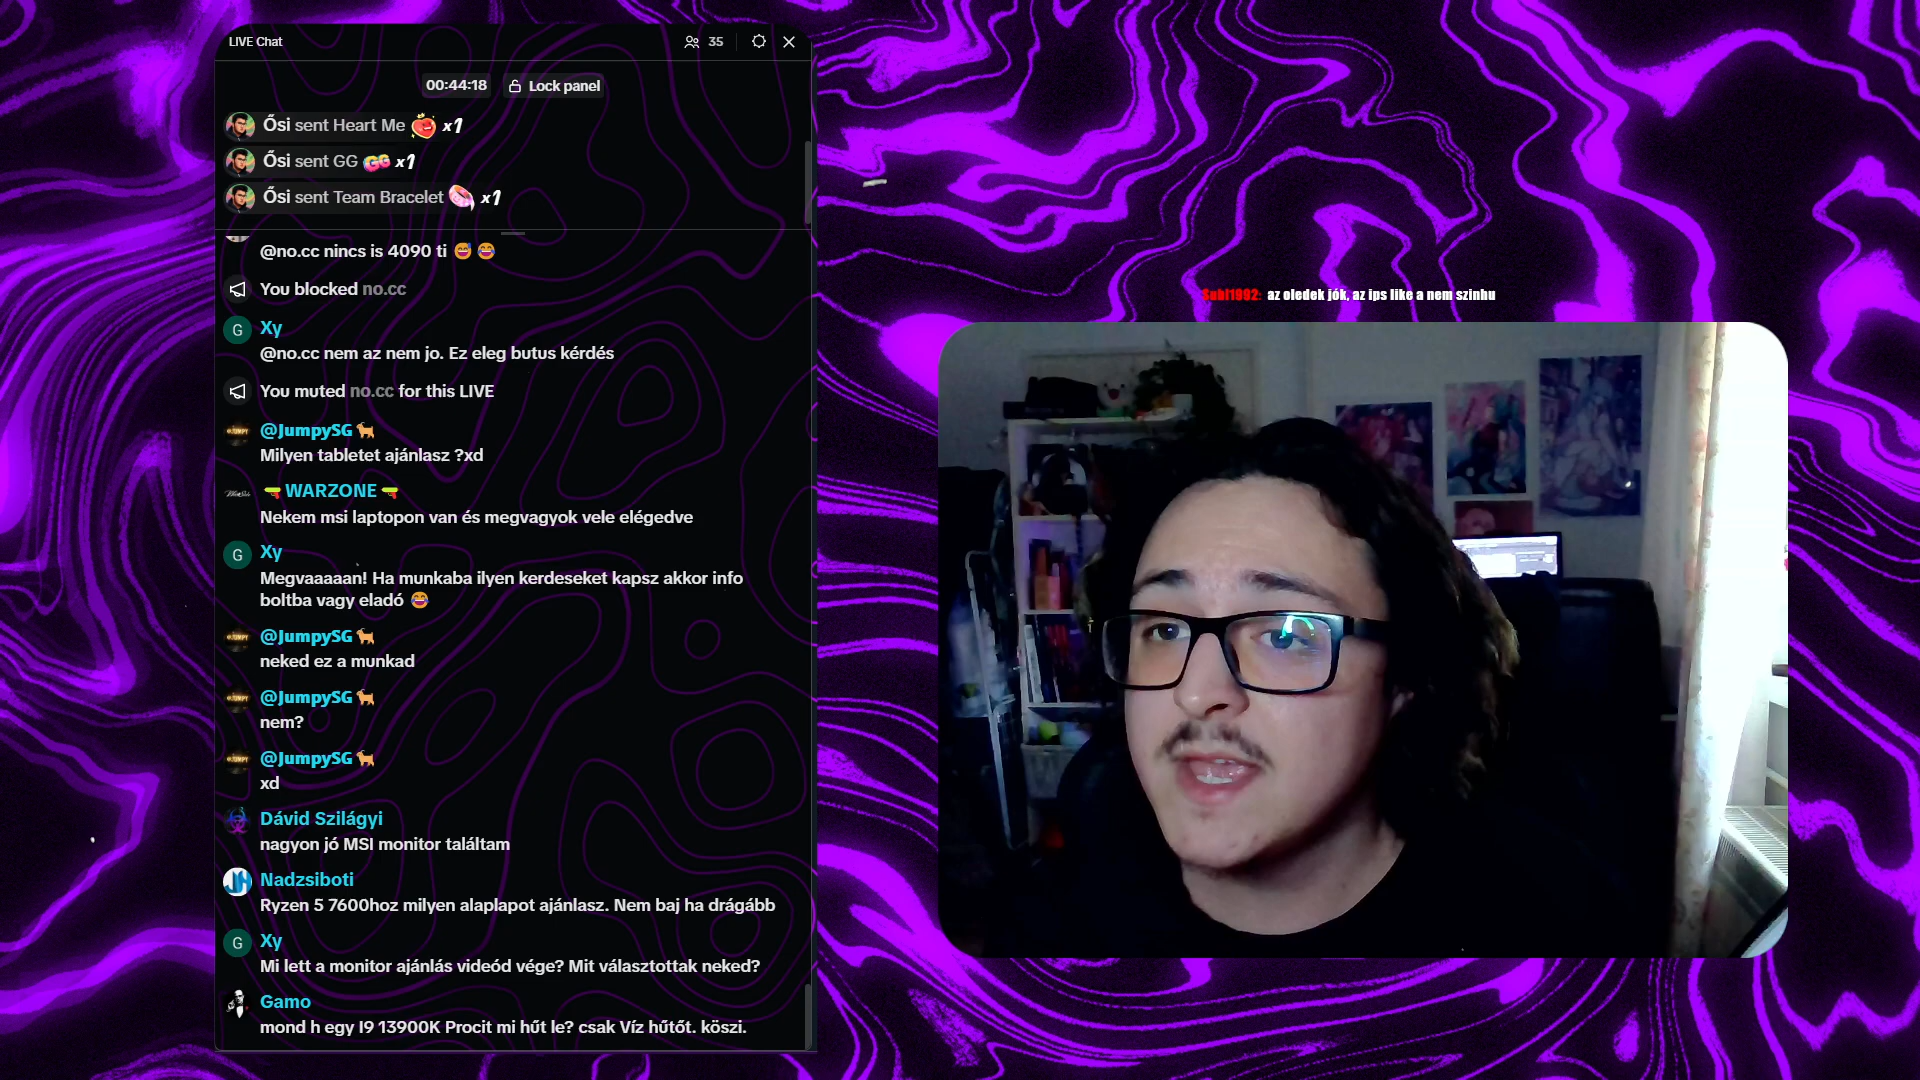 LIVE Chat
35
00:44:18
Lock panel
Ősi sent Heart Me x1
Ősi sent GG GG x1
Ősi sent Team Bracelet x1
@no.cc nincs is 4090 ti 😅 😂
You blocked no.cc
G
Xy
@no.cc nem az nem jo. Ez eleg butus kérdés
You muted no.cc for this LIVE
@JumpySG 🐕
Milyen tabletet ajánlasz ?xd
🔫 WARZONE 🔫
Nekem msi laptopon van és megvagyok vele elégedve
G
Xy
Megvaaaaan! Ha munkaba ilyen kerdeseket kapsz akkor info
boltba vagy eladó 😂
@JumpySG 🐕
neked ez a munkad
@JumpySG 🐕
nem?
@JumpySG 🐕
xd
Dávid Szilágyi
nagyon jó MSI monitor találtam
Nadzsiboti
Ryzen 5 7600hoz milyen alaplapot ajánlasz. Nem baj ha drágább
G
Xy
Mi lett a monitor ajánlás videód vége? Mit választottak neked?
Gamo
mond h egy I9 13900K Procit mi hűt le? csak Víz hűtőt. köszi.
Subi1992: az oledek jók, az ips like a nem szinhu